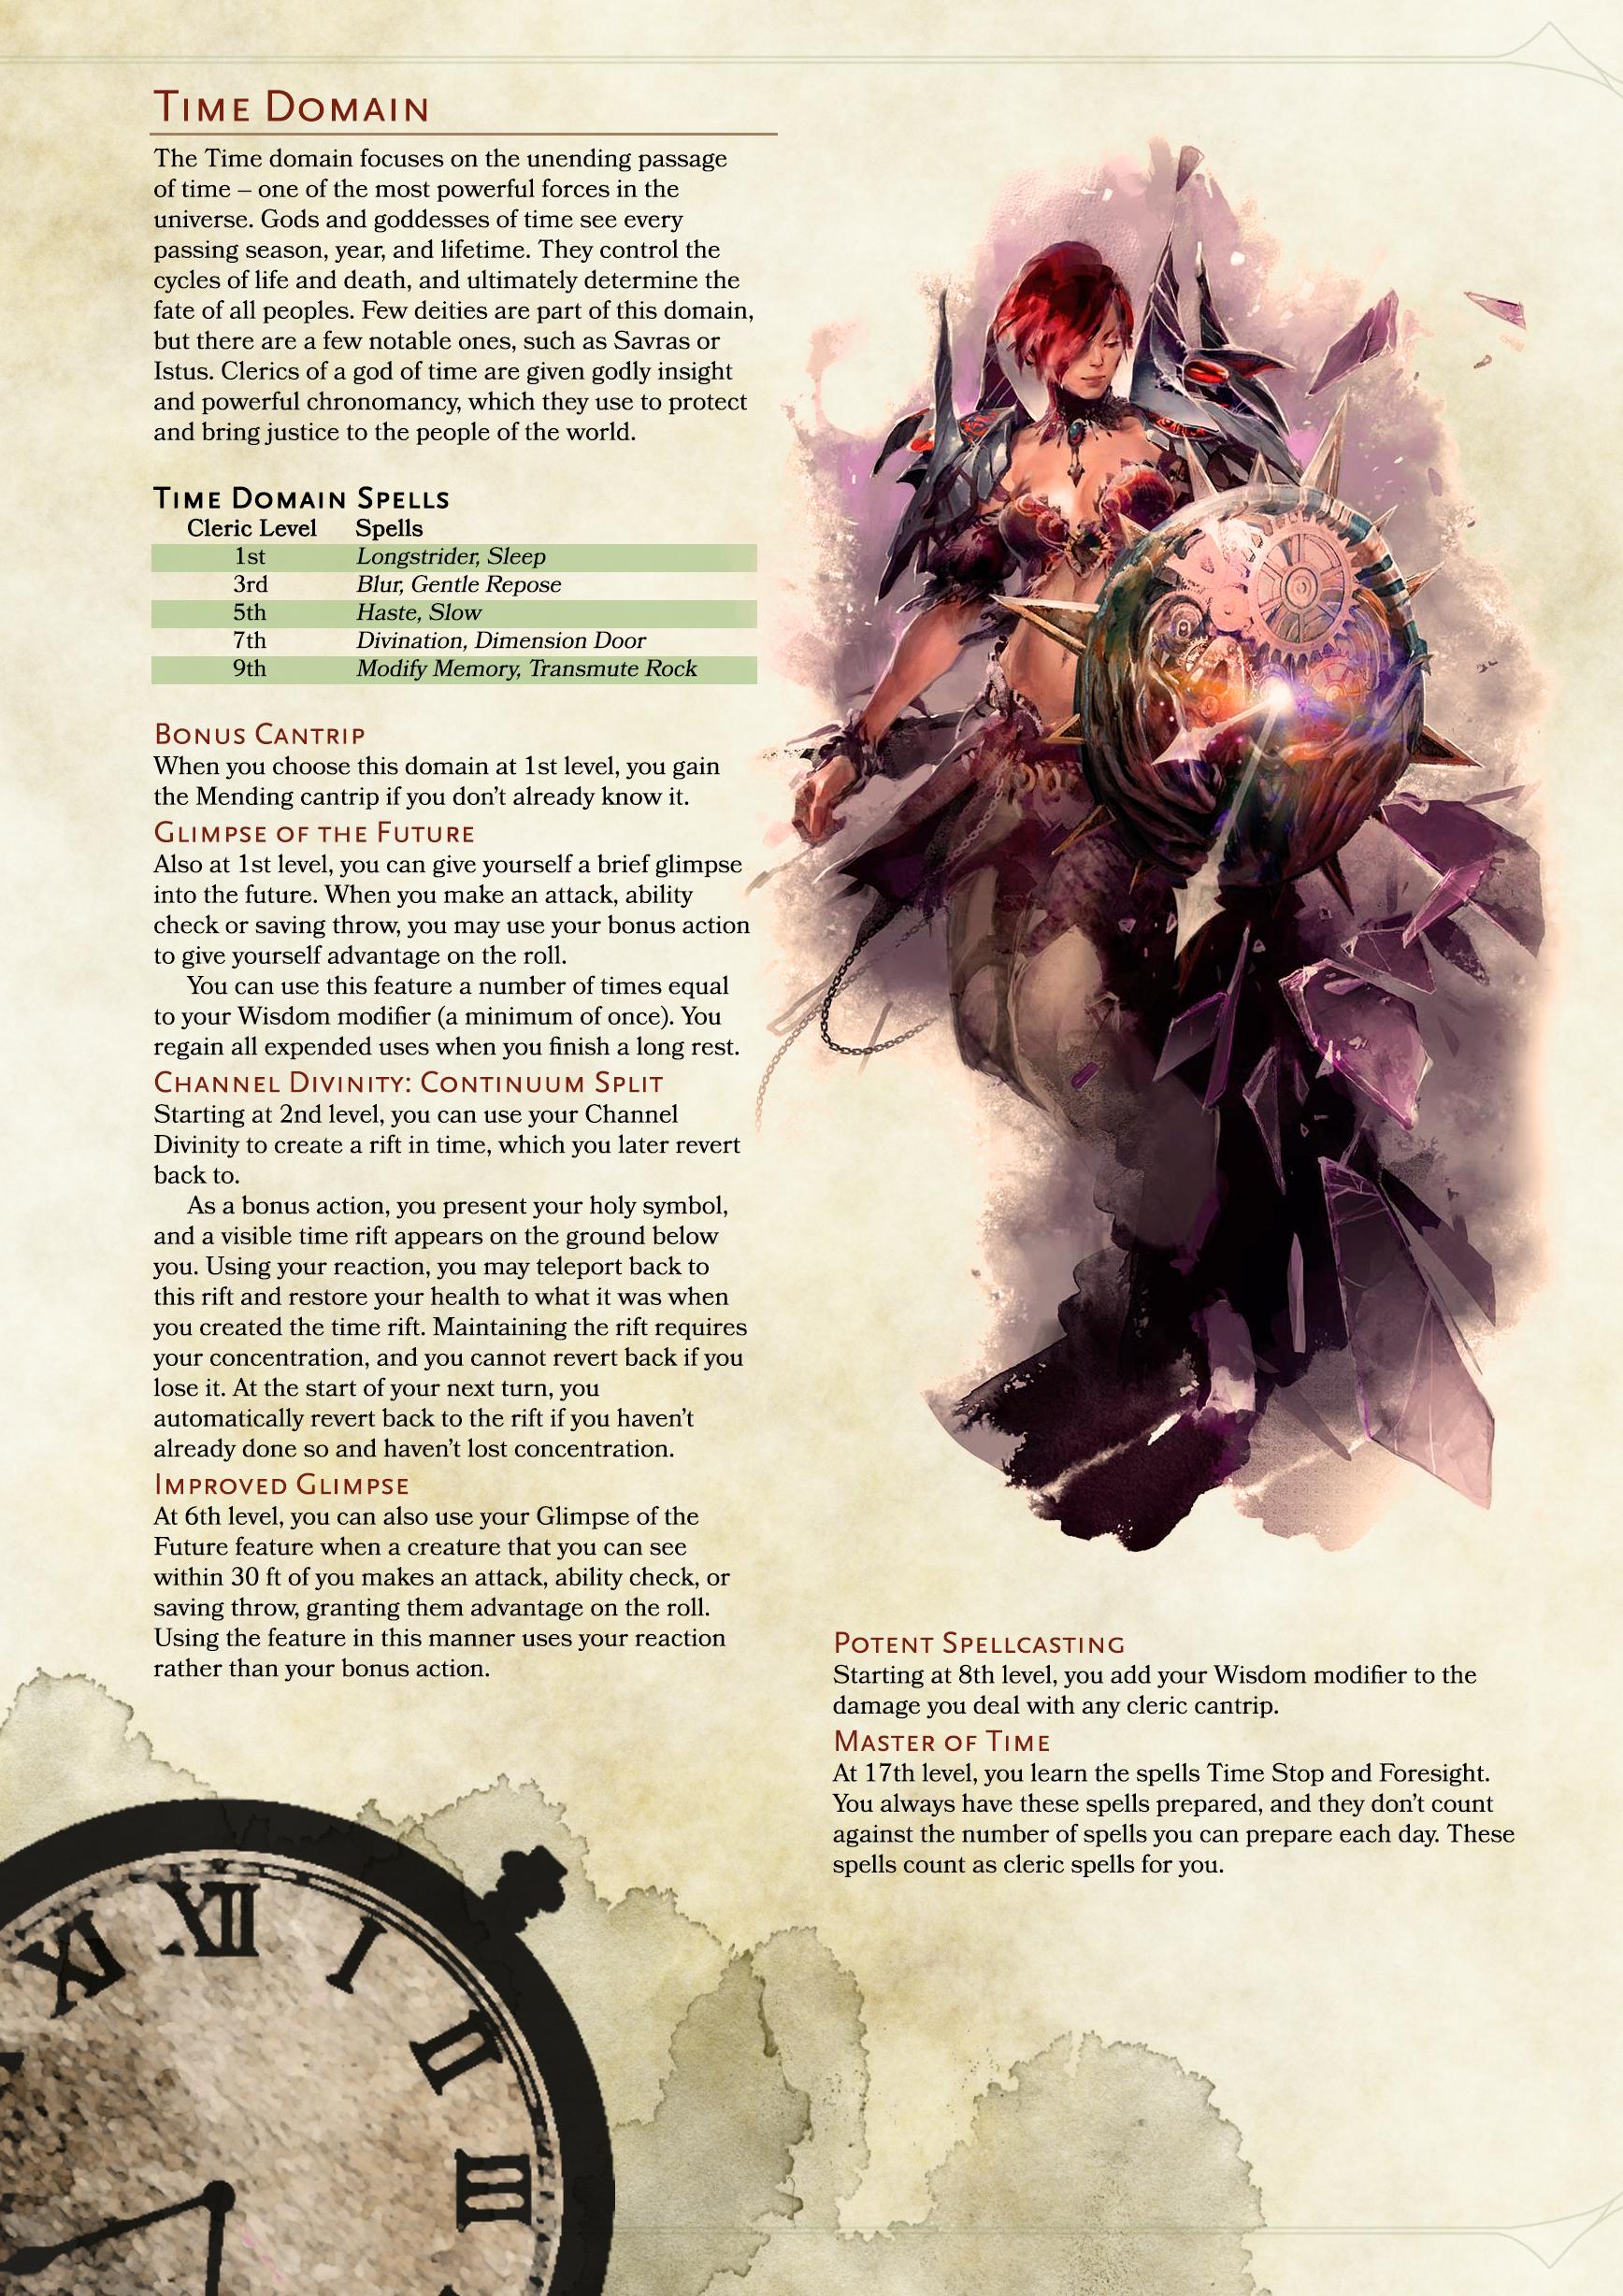 Time Domain
The Time domain focuses on the unending passage
of time – one of the most powerful forces in the
universe. Gods and goddesses of time see every
passing season, year, and lifetime. They control the
cycles of life and death, and ultimately determine the
fate of all peoples. Few deities are part of this domain,
but there are a few notable ones, such as Savras or
Istus. Clerics of a god of time are given godly insight
and powerful chronomancy, which they use to protect
and bring justice to the people of the world.
Time Domain Spells
Cleric Level Spells
1st Longstrider, Sleep
3rd Blur, Gentle Repose
5th Haste, Slow
7th Divination, Dimension Door
9th Modify Memory, Transmute Rock
Bonus Cantrip
When you choose this domain at 1st level, you gain
the Mending cantrip if you don’t already know it.
Glimpse of the Future
Also at 1st level, you can give yourself a brief glimpse
into the future. When you make an attack, ability
check or saving throw, you may use your bonus action
to give yourself advantage on the roll.
You can use this feature a number of times equal
to your Wisdom modifier (a minimum of once). You
regain all expended uses when you finish a long rest.
Channel Divinity: Continuum Split
Starting at 2nd level, you can use your Channel
Divinity to create a rift in time, which you later revert
back to.
As a bonus action, you present your holy symbol,
and a visible time rift appears on the ground below
you. Using your reaction, you may teleport back to
this rift and restore your health to what it was when
you created the time rift. Maintaining the rift requires
your concentration, and you cannot revert back if you
lose it. At the start of your next turn, you
automatically revert back to the rift if you haven’t
already done so and haven’t lost concentration.
Improved Glimpse
At 6th level, you can also use your Glimpse of the
Future feature when a creature that you can see
within 30 ft of you makes an attack, ability check, or
saving throw, granting them advantage on the roll.
Using the feature in this manner uses your reaction
rather than your bonus action.
Potent Spellcasting
Starting at 8th level, you add your Wisdom modifier to the
damage you deal with any cleric cantrip.
Master of Time
At 17th level, you learn the spells Time Stop and Foresight.
You always have these spells prepared, and they don’t count
against the number of spells you can prepare each day. These
spells count as cleric spells for you.
XI
XII
I
II
III